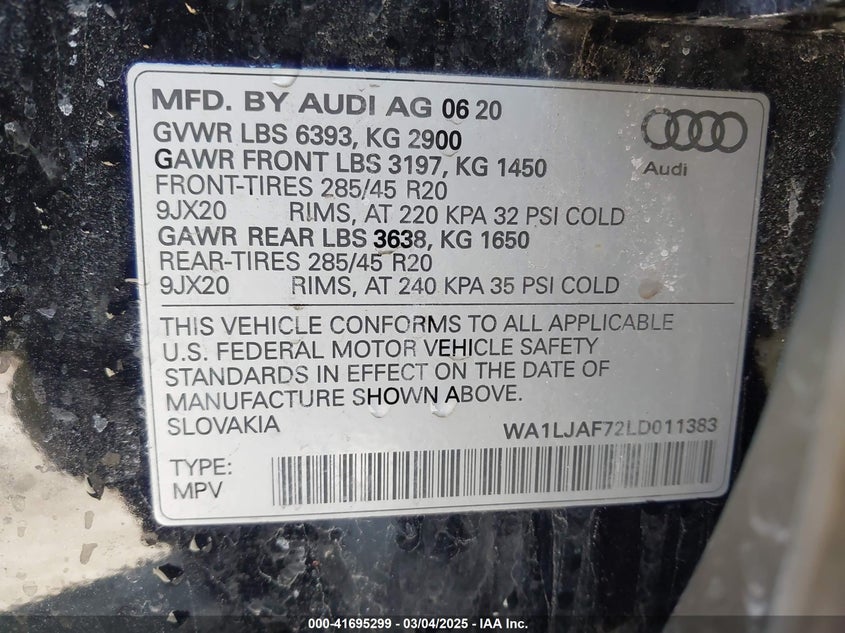 MFD. BY AUDI AG 06 20
GVWR LBS 6393, KG 2900
GAWR FRONT LBS 3197, KG 1450
Audi
FRONT-TIRES 285/45 R20
9JX20 RIMS, AT 220 KPA 32 PSI COLD
GAWR REAR LBS 3638, KG 1650
REAR-TIRES 285/45 R20
9JX20 RIMS, AT 240 KPA 35 PSI COLD
THIS VEHICLE CONFORMS TO ALL APPLICABLE
U.S. FEDERAL MOTOR VEHICLE SAFETY
STANDARDS IN EFFECT ON THE DATE OF
MANUFACTURE SHOWN ABOVE.
SLOVAKIA WA1LJAF72LD011383
TYPE:
MPV
000-41695299 — 03/04/2025 — IAA Inc.